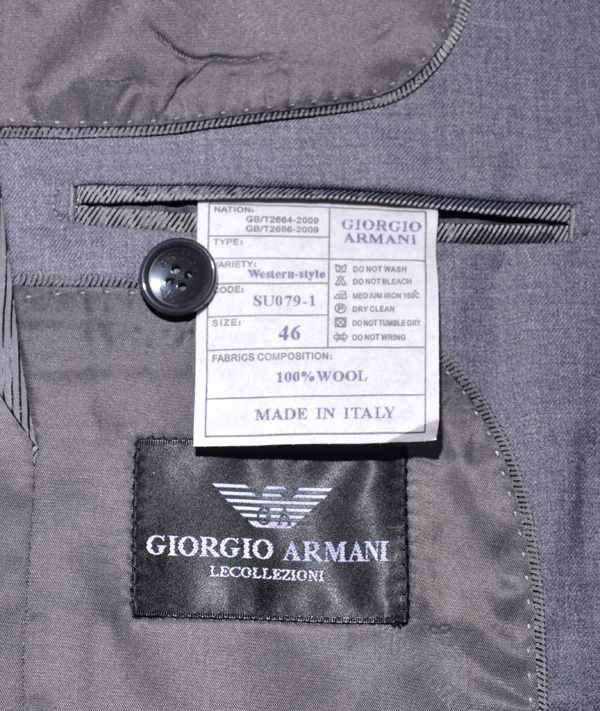 NATION:
GB/T2664-2009
GB/T2666-2009
TYPE:
GIORGIO
ARMANI
VARIETY:
Western-style
CODE:
SU079-1
SIZE:
46
DO NOT WASH
DO NOT BLEACH
MEDIUM IRON 150℃
DRY CLEAN
DO NOT TUMBLE DRY
DO NOT WRING
FABRICS COMPOSITION:
100%WOOL
MADE IN ITALY
GA
GIORGIO ARMANI
LECOLLEZIONI